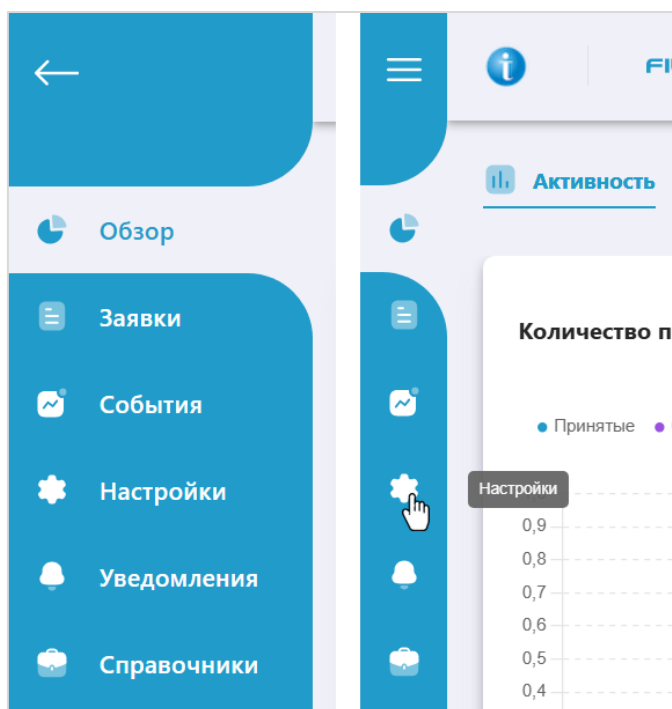 Обзор
Заявки
События
Настройки
Уведомления
Справочники
Активность
Количество
Принятые
Настройки
0,9
0,8
0,7
0,6
0,5
0,4